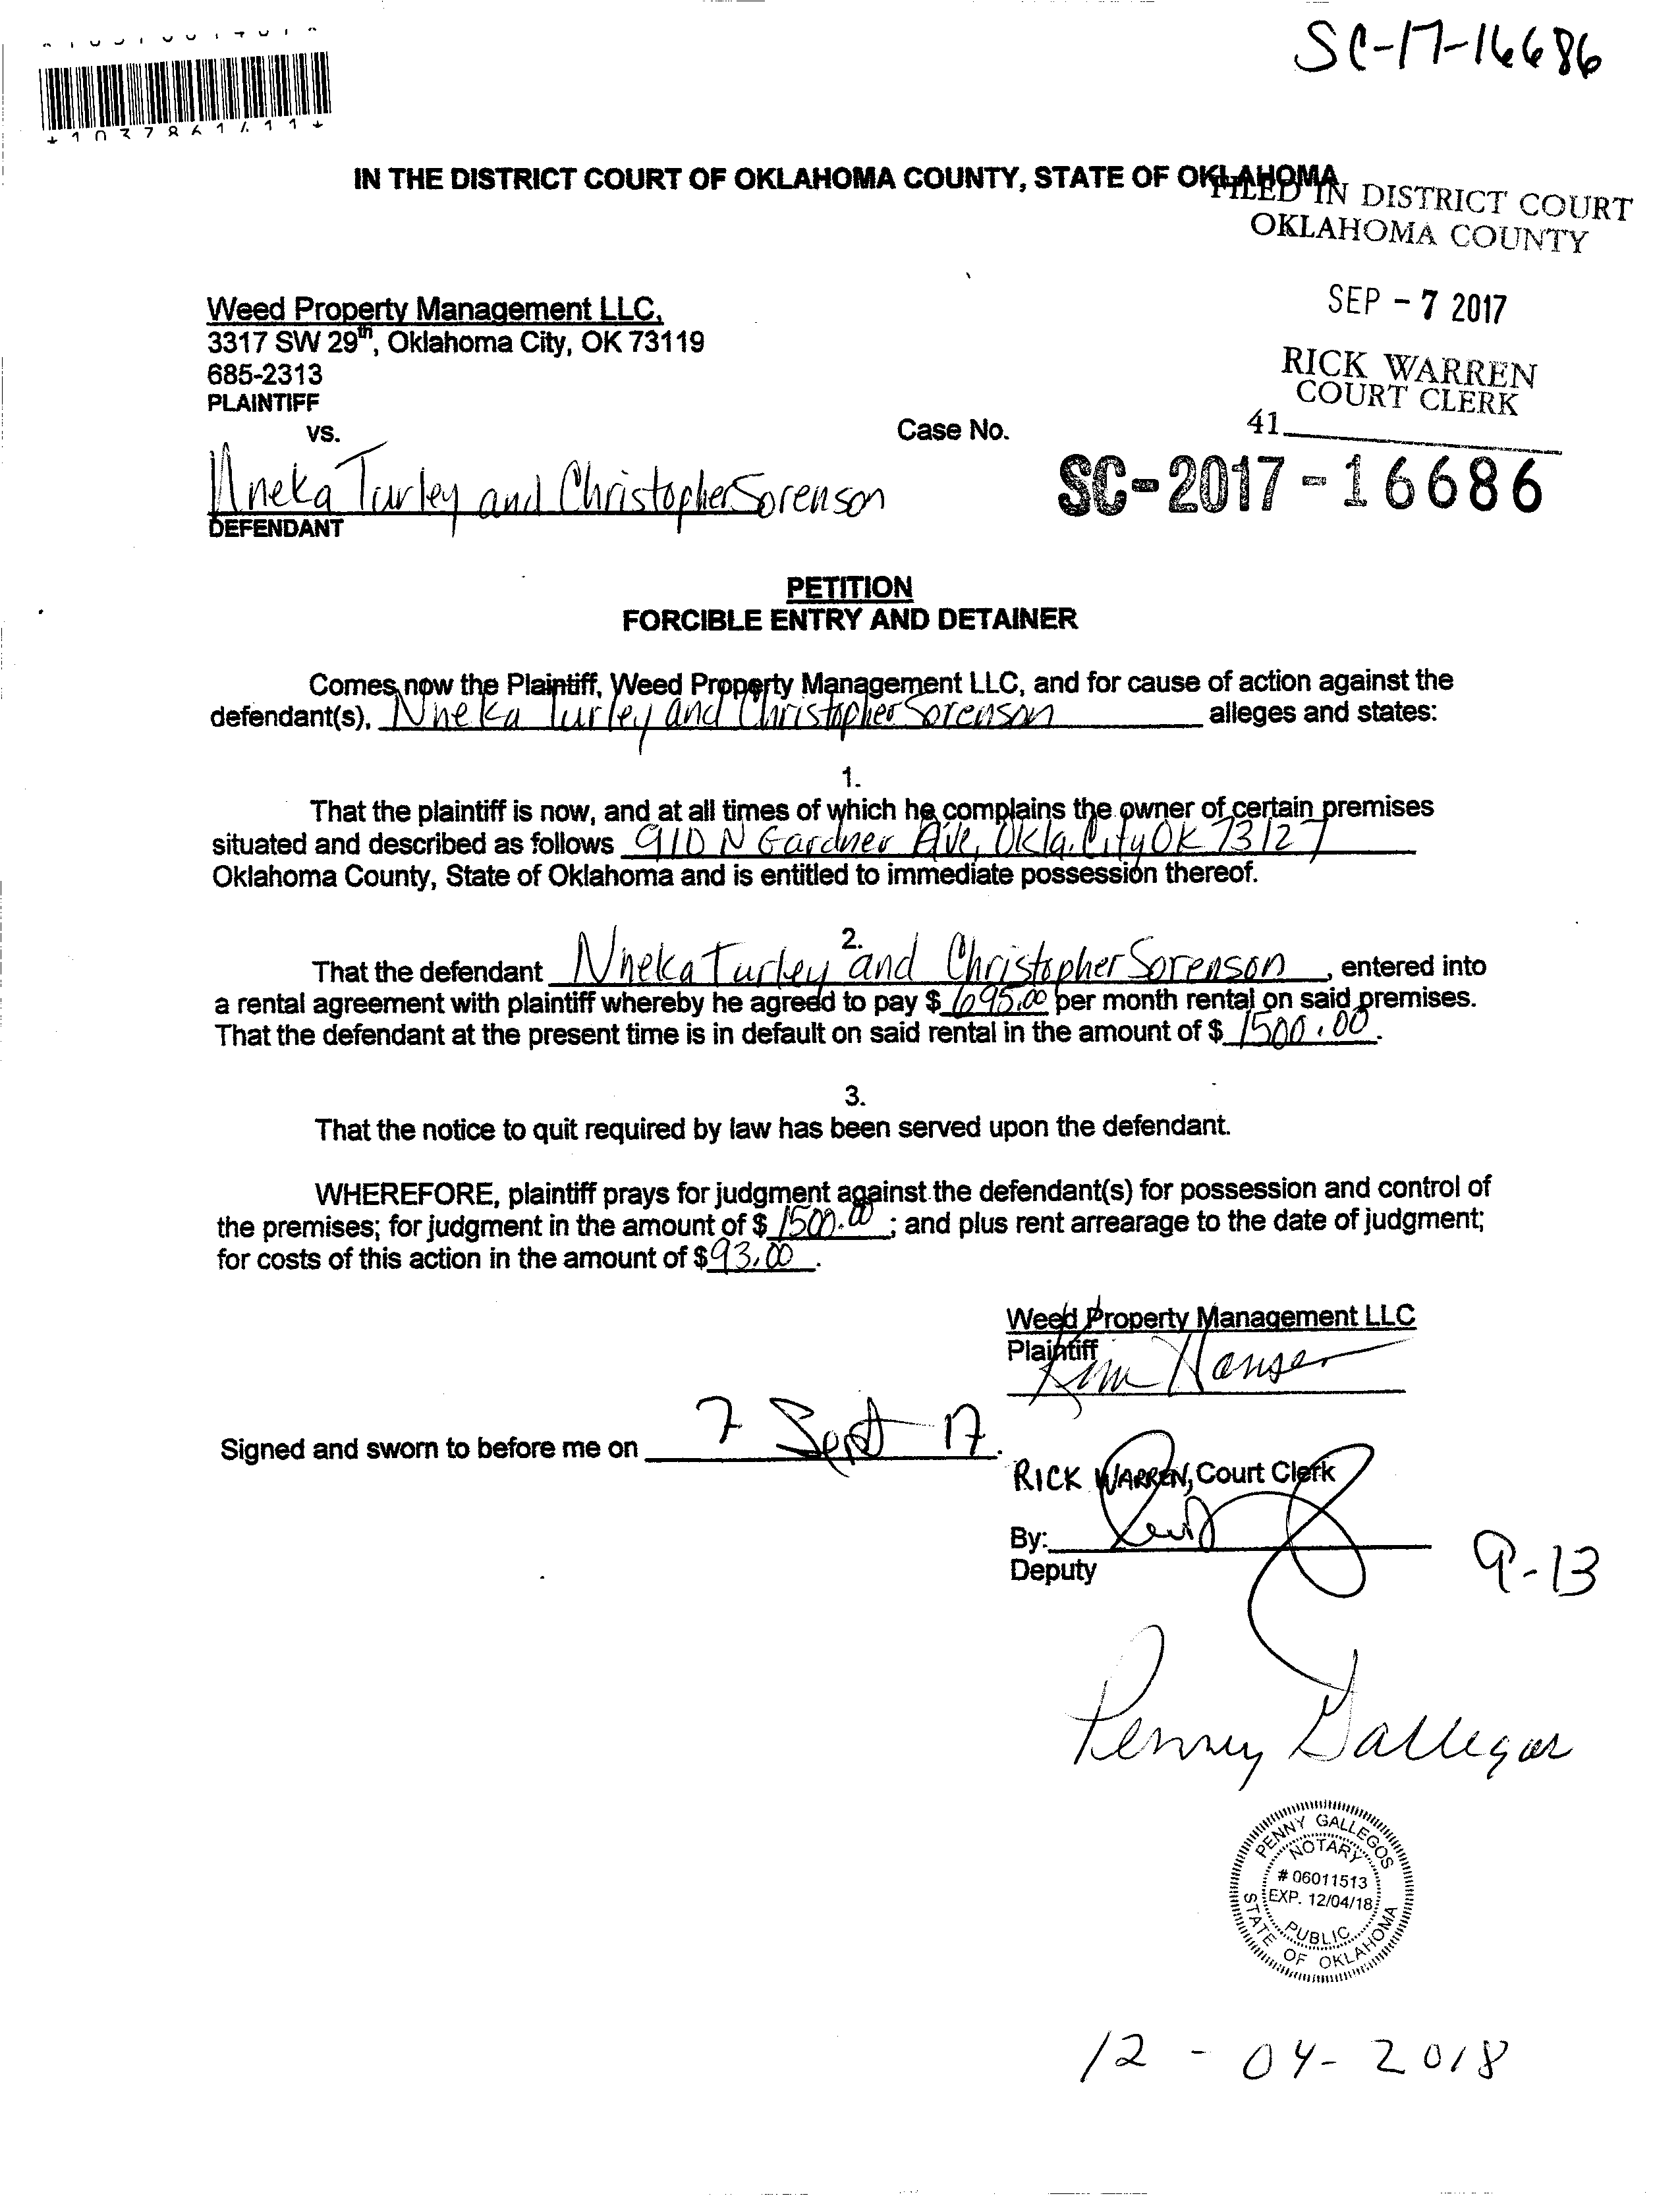 SC-17-16686
IN THE DISTRICT COURT OF OKLAHOMA COUNTY, STATE OF OKLAHOMA
FILED IN DISTRICT COURT
OKLAHOMA COUNTY
SEP - 7 2017
RICK WARREN
COURT CLERK
41
Weed Property Management LLC,
3317 SW 29th, Oklahoma City, OK 73119
685-2313
PLAINTIFF
vs.
Case No.
SC-2017-16686
Nneka Turley and Christopher Sorenson
DEFENDANT
PETITION
FORCIBLE ENTRY AND DETAINER
Comes now the Plaintiff, Weed Property Management LLC, and for cause of action against the
defendant(s), Nneka Turley and Christopher Sorenson alleges and states:
1.
That the plaintiff is now, and at all times of which he complains the owner of certain premises
situated and described as follows 910 N Gardner Ave, Okla. City OK 73127
Oklahoma County, State of Oklahoma and is entitled to immediate possession thereof.
2.
That the defendant Nneka Turley and Christopher Sorenson, entered into
a rental agreement with plaintiff whereby he agreed to pay $ 695.00 per month rental on said premises.
That the defendant at the present time is in default on said rental in the amount of $ 1500.00.
3.
That the notice to quit required by law has been served upon the defendant.
WHEREFORE, plaintiff prays for judgment against the defendant(s) for possession and control of
the premises; for judgment in the amount of $ 1500.00; and plus rent arrearage to the date of judgment;
for costs of this action in the amount of $ 93.00.
Weed Property Management LLC
Plaintiff
Kim Hansen
Signed and sworn to before me on 7 Sept 17.
RICK WARREN, Court Clerk
By:
Deputy
9-13
Penny Gallegos
PENNY GALLEGOS
NOTARY
# 06011513
EXP. 12/04/18
PUBLIC
STATE OF OKLAHOMA
12-04-2018